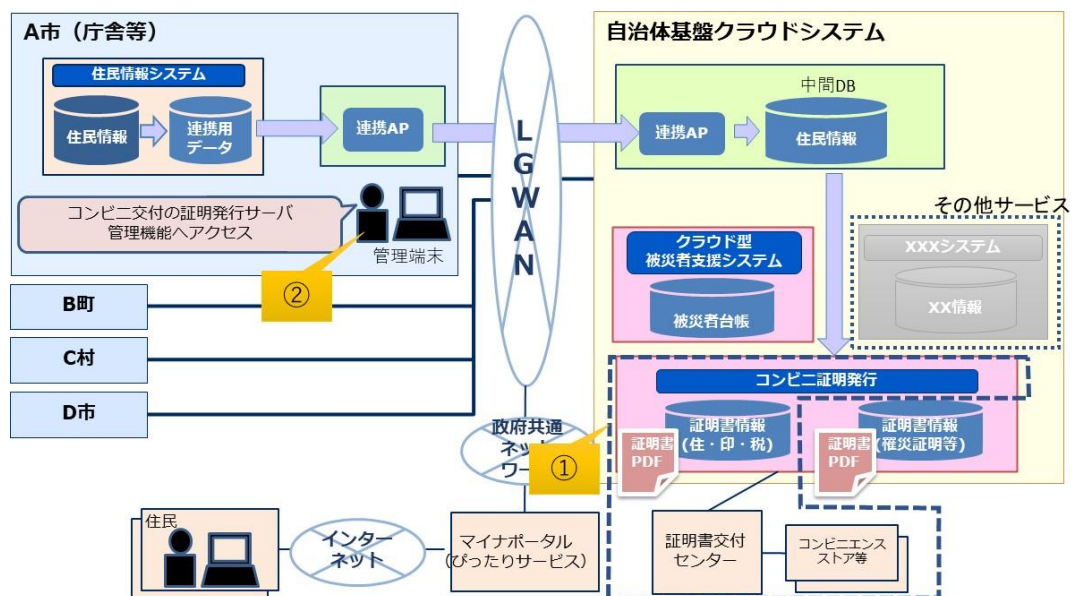 A市（庁舎等）
住民情報システム
住民情報
連携用
データ
連携AP
コンビニ交付の証明発行サーバ
管理機能へアクセス
管理端末
②
B町
C村
D市
LGWAN
自治体基盤クラウドシステム
連携AP
中間DB
住民情報
その他サービス
XXXシステム
XX情報
クラウド型
被災者支援システム
被災者台帳
コンビニ証明発行
証明書情報
(住・印・税)
証明書
PDF
証明書情報
(罹災証明等)
証明書
PDF
政府共通
ネット
ワー
①
住民
インター
ネット
マイナポータル
(ぴったりサービス)
証明書交付
センター
コンビニエンス
ストア等